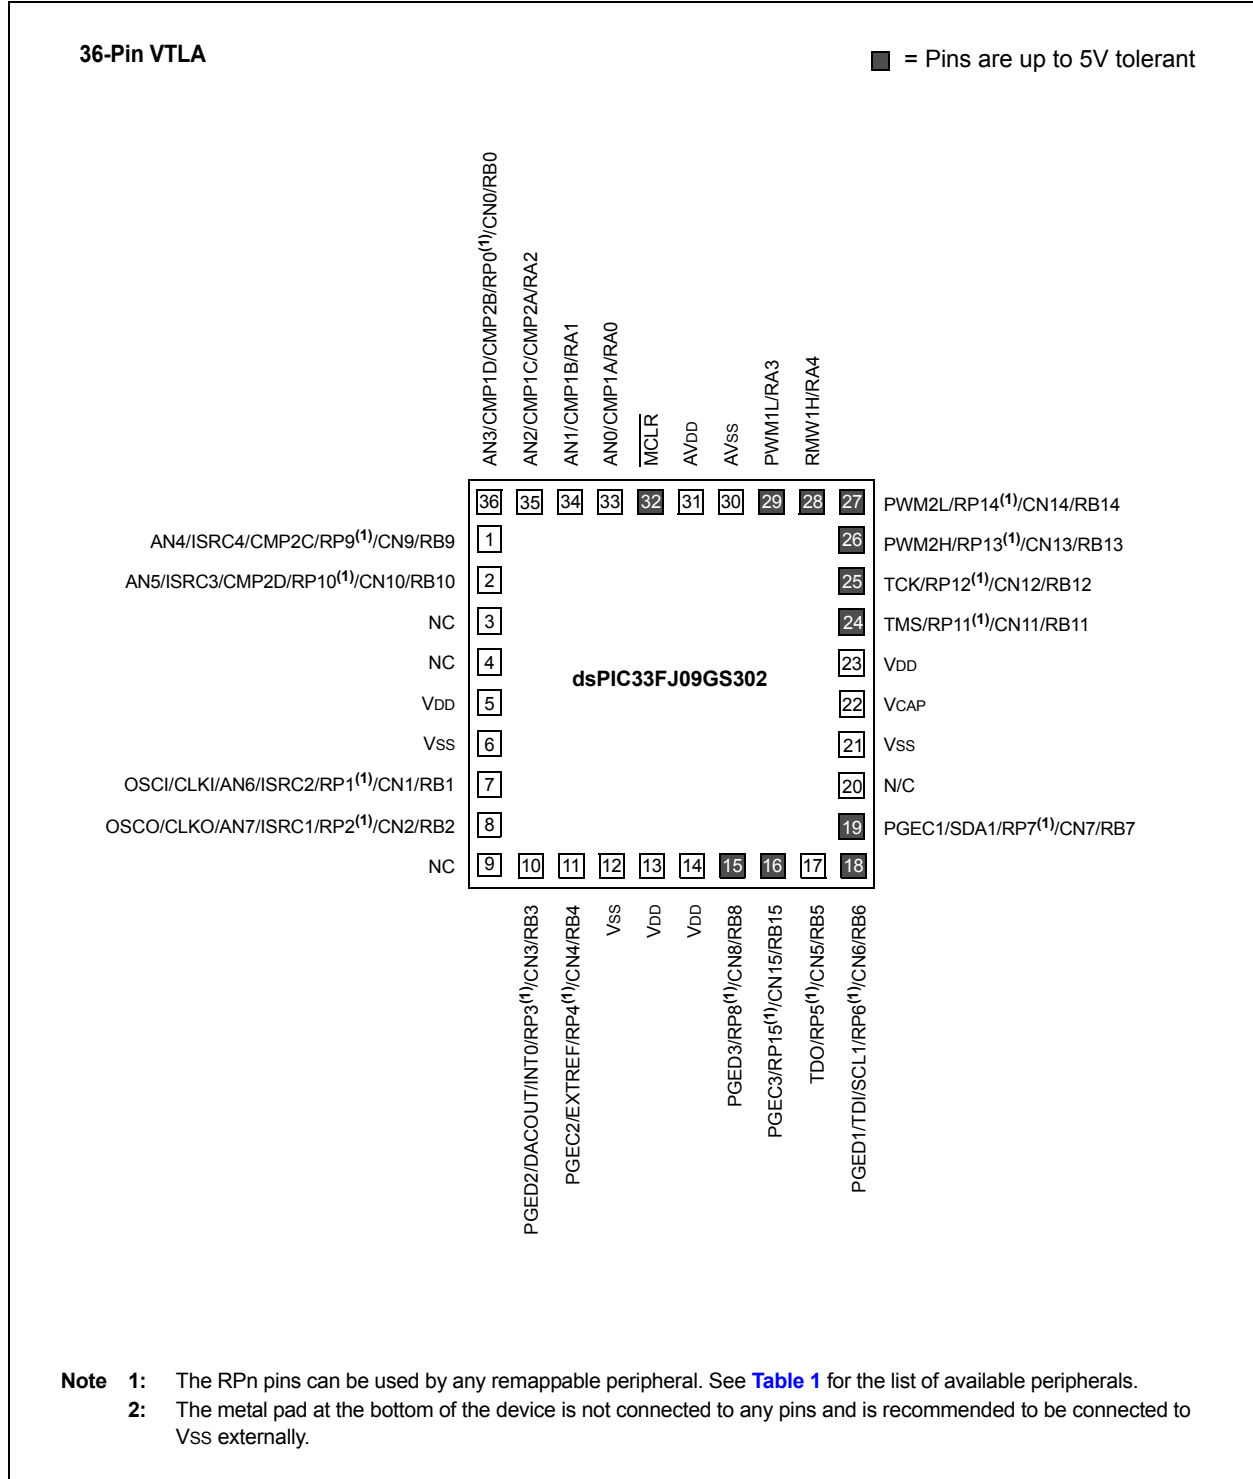 36-Pin VTLA
= Pins are up to 5V tolerant
AN3/CMP1D/CMP2B/RP0(1)/CN0/RB0
AN2/CMP1C/CMP2A/RA2
AN1/CMP1B/RA1
AN0/CMP1A/RA0
MCLR
AVDD
AVSS
PWM1L/RA3
RMW1H/RA4
36 35 34 33 32 31 30 29 28 27 PWM2L/RP14(1)/CN14/RB14
AN4/ISRC4/CMP2C/RP9(1)/CN9/RB9 1 26 PWM2H/RP13(1)/CN13/RB13
AN5/ISRC3/CMP2D/RP10(1)/CN10/RB10 2 25 TCK/RP12(1)/CN12/RB12
NC 3 24 TMS/RP11(1)/CN11/RB11
NC 4 23 VDD
dsPIC33FJ09GS302
VDD 5 22 VCAP
VSS 6 21 VSS
OSCI/CLKI/AN6/ISRC2/RP1(1)/CN1/RB1 7 20 N/C
OSCO/CLKO/AN7/ISRC1/RP2(1)/CN2/RB2 8 19 PGEC1/SDA1/RP7(1)/CN7/RB7
NC 9 10 11 12 13 14 15 16 17 18
PGED2/DACOUT/INT0/RP3(1)/CN3/RB3
PGEC2/EXTREF/RP4(1)/CN4/RB4
VSS
VDD
VDD
PGED3/RP8(1)/CN8/RB8
PGEC3/RP15(1)/CN15/RB15
TDO/RP5(1)/CN5/RB5
PGED1/TDI/SCL1/RP6(1)/CN6/RB6
Note 1: The RPn pins can be used by any remappable peripheral. See Table 1 for the list of available peripherals.
2: The metal pad at the bottom of the device is not connected to any pins and is recommended to be connected to
VSS externally.